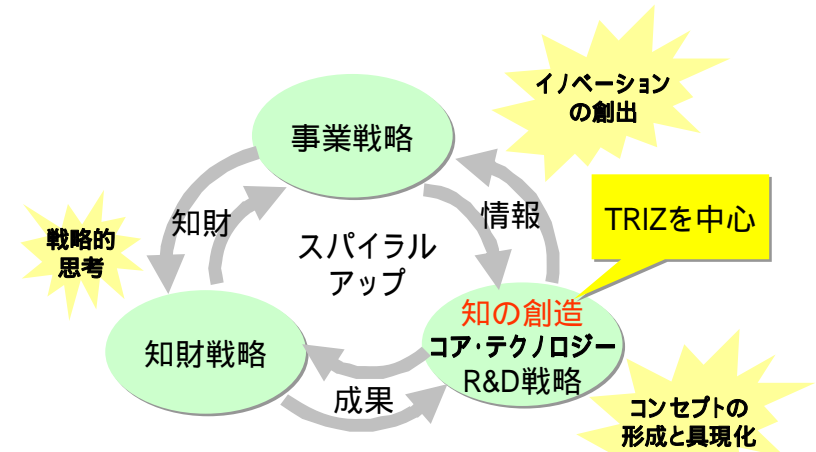 イノベーション
の創出
事業戦略
知財
情報
TRIZを中心
戦略的
思考
スパイラル
アップ
知の創造
コア・テクノロジー
R&D戦略
知財戦略
成果
コンセプトの
形成と具現化